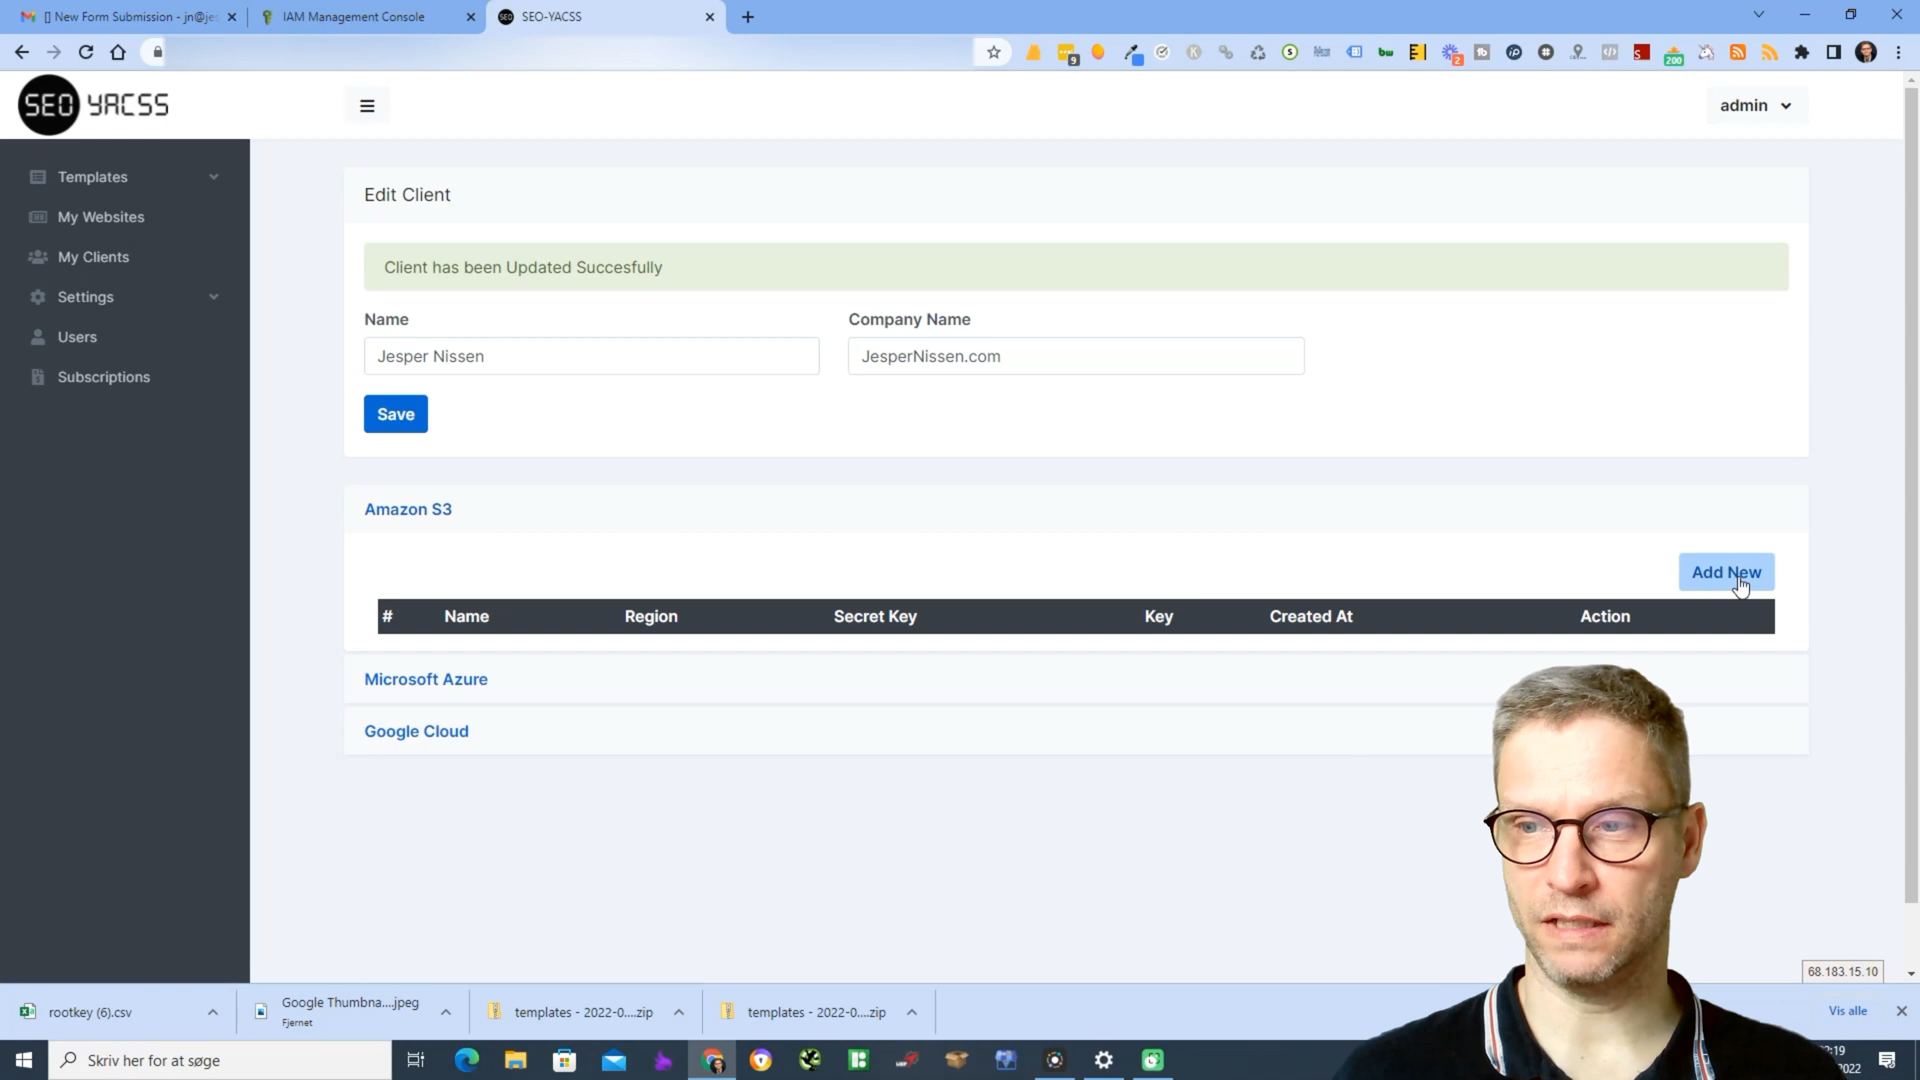 [] New Form Submission - jn@je
IAM Management Console
SEO-YACSS
SEO YACSS
admin
Templates
My Websites
My Clients
Settings
Users
Subscriptions
Edit Client
Client has been Updated Succesfully
Name
Company Name
Jesper Nissen
JesperNissen.com
Save
Amazon S3
Add New
# Name Region Secret Key Key Created At Action
Microsoft Azure
Google Cloud
68.183.15.10
rootkey (6).csv
Google Thumbna....jpeg
Fjernet
templates - 2022-0....zip
templates - 2022-0....zip
Vis alle
Skriv her for at søge
:19
2022